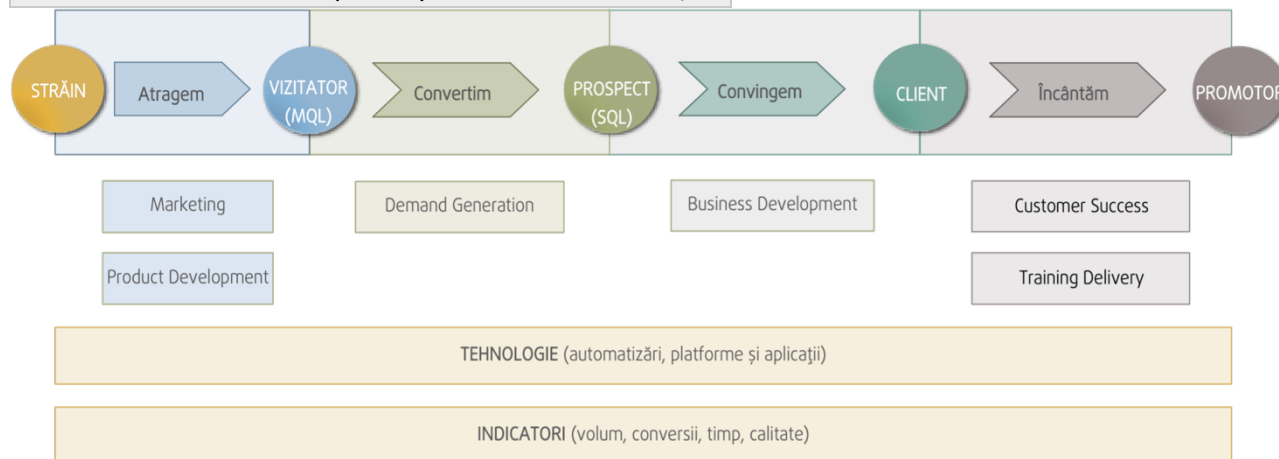 STRĂIN
Atragem
VIZITATOR
(MQL)
Convertim
PROSPECT
(SQL)
Convingem
CLIENT
Încântăm
PROMOTOR
Marketing
Demand Generation
Business Development
Customer Success
Product Development
Training Delivery
TEHNOLOGIE (automatizări, platforme și aplicații)
INDICATORI (volum, conversii, timp, calitate)